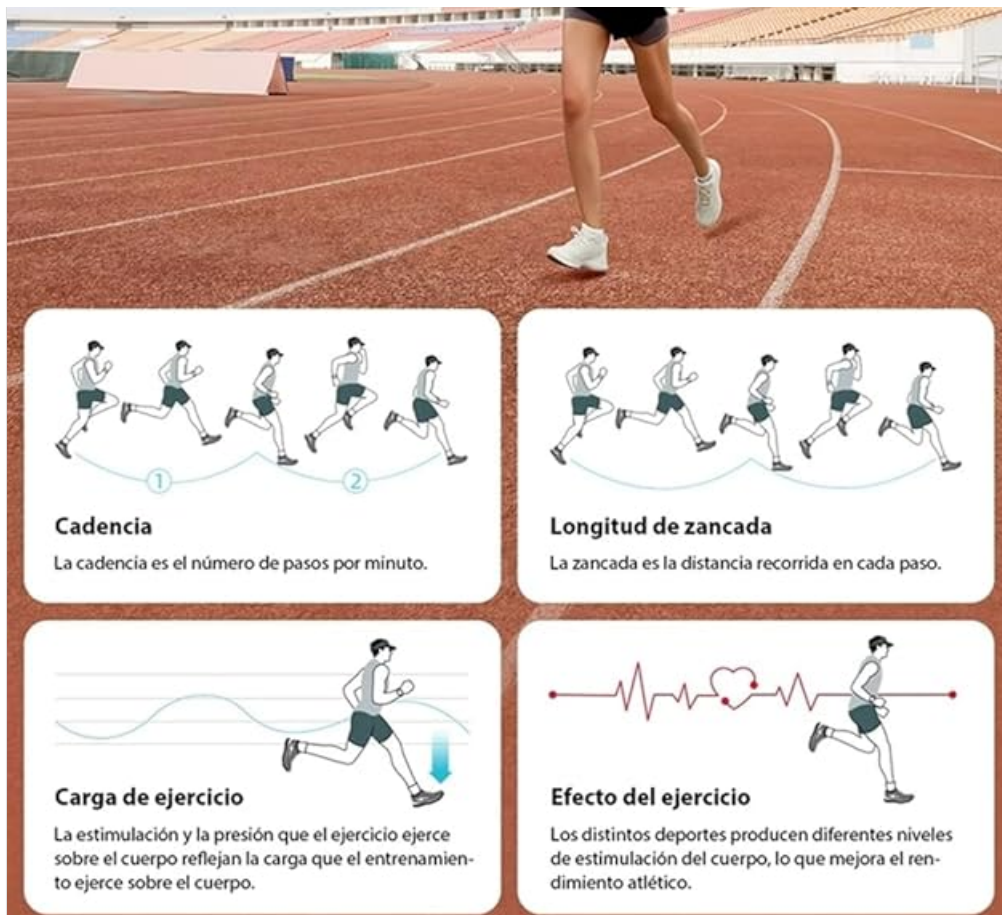 1
2
Cadencia
La cadencia es el número de pasos por minuto.
Longitud de zancada
La zancada es la distancia recorrida en cada paso.
Carga de ejercicio
La estimulación y la presión que el ejercicio ejerce
sobre el cuerpo reflejan la carga que el entrenamien-
to ejerce sobre el cuerpo.
Efecto del ejercicio
Los distintos deportes producen diferentes niveles
de estimulación del cuerpo, lo que mejora el ren-
dimiento atlético.